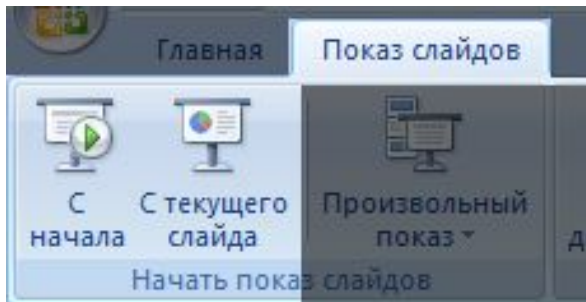 Главная Показ слайдов
С начала
С текущего слайда
Произвольный показ
Начать показ слайдов